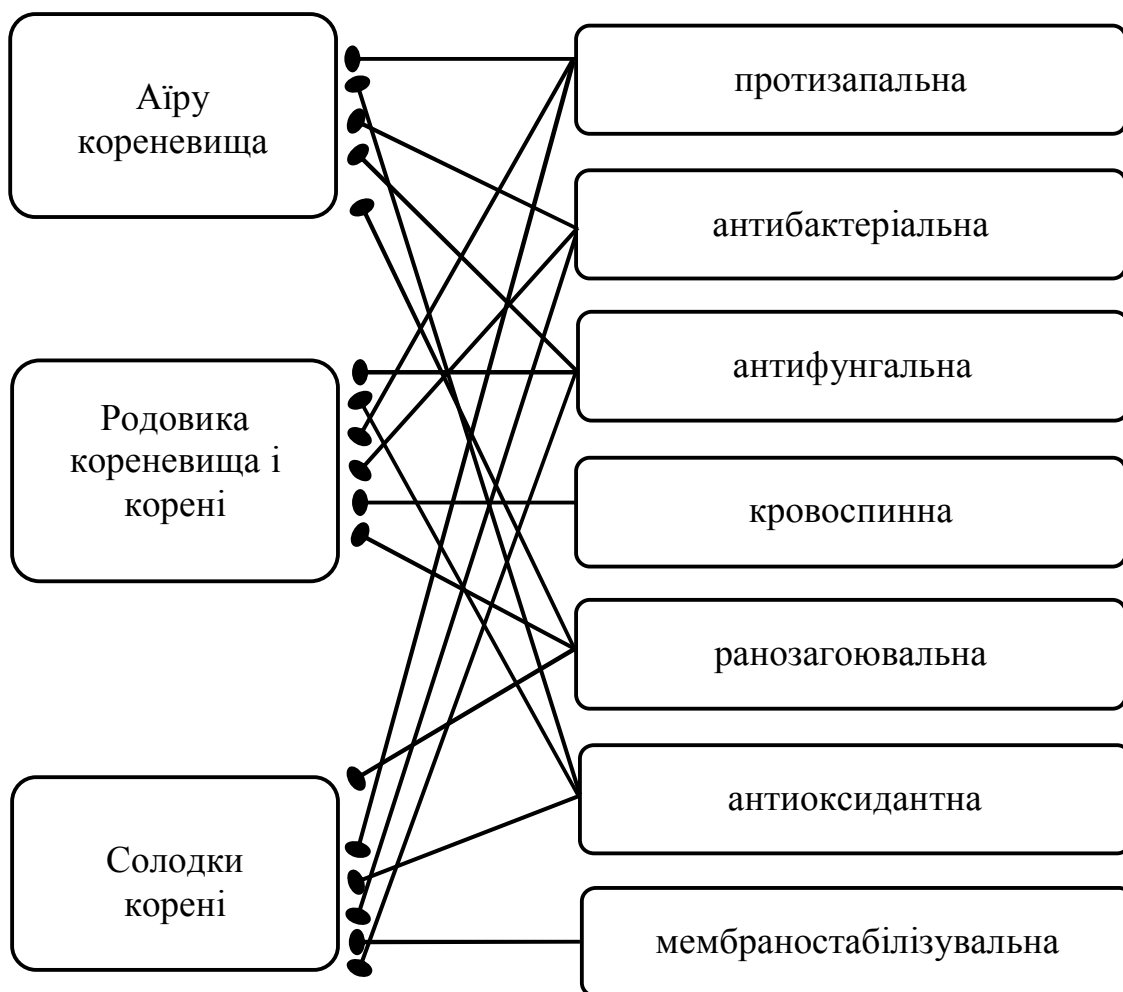 Аїру
кореневища
Родовика
кореневища і
корені
Солодки
корені
протизапальна
антибактеріальна
антифунгальна
кровоспинна
ранозагоювальна
антиоксидантна
мембраностабілізувальна